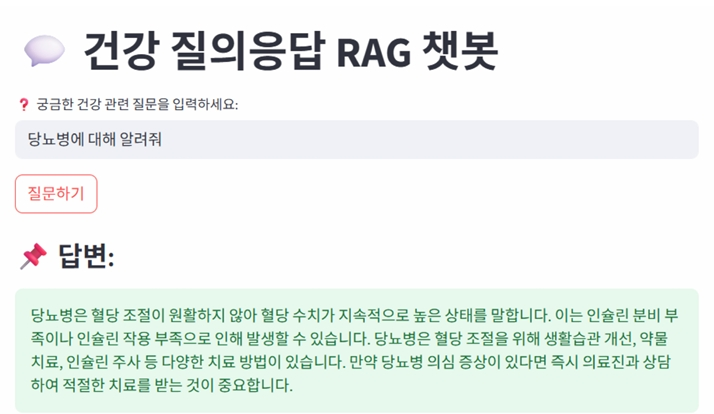 건강 질의응답 RAG 챗봇
❓ 궁금한 건강 관련 질문을 입력하세요:
당뇨병에 대해 알려줘
질문하기
📌 답변:
당뇨병은 혈당 조절이 원활하지 않아 혈당 수치가 지속적으로 높은 상태를 말합니다. 이는 인슐린 분비 부
족이나 인슐린 작용 부족으로 인해 발생할 수 있습니다. 당뇨병은 혈당 조절을 위해 생활습관 개선, 약물
치료, 인슐린 주사 등 다양한 치료 방법이 있습니다. 만약 당뇨병 의심 증상이 있다면 즉시 의료진과 상담
하여 적절한 치료를 받는 것이 중요합니다.